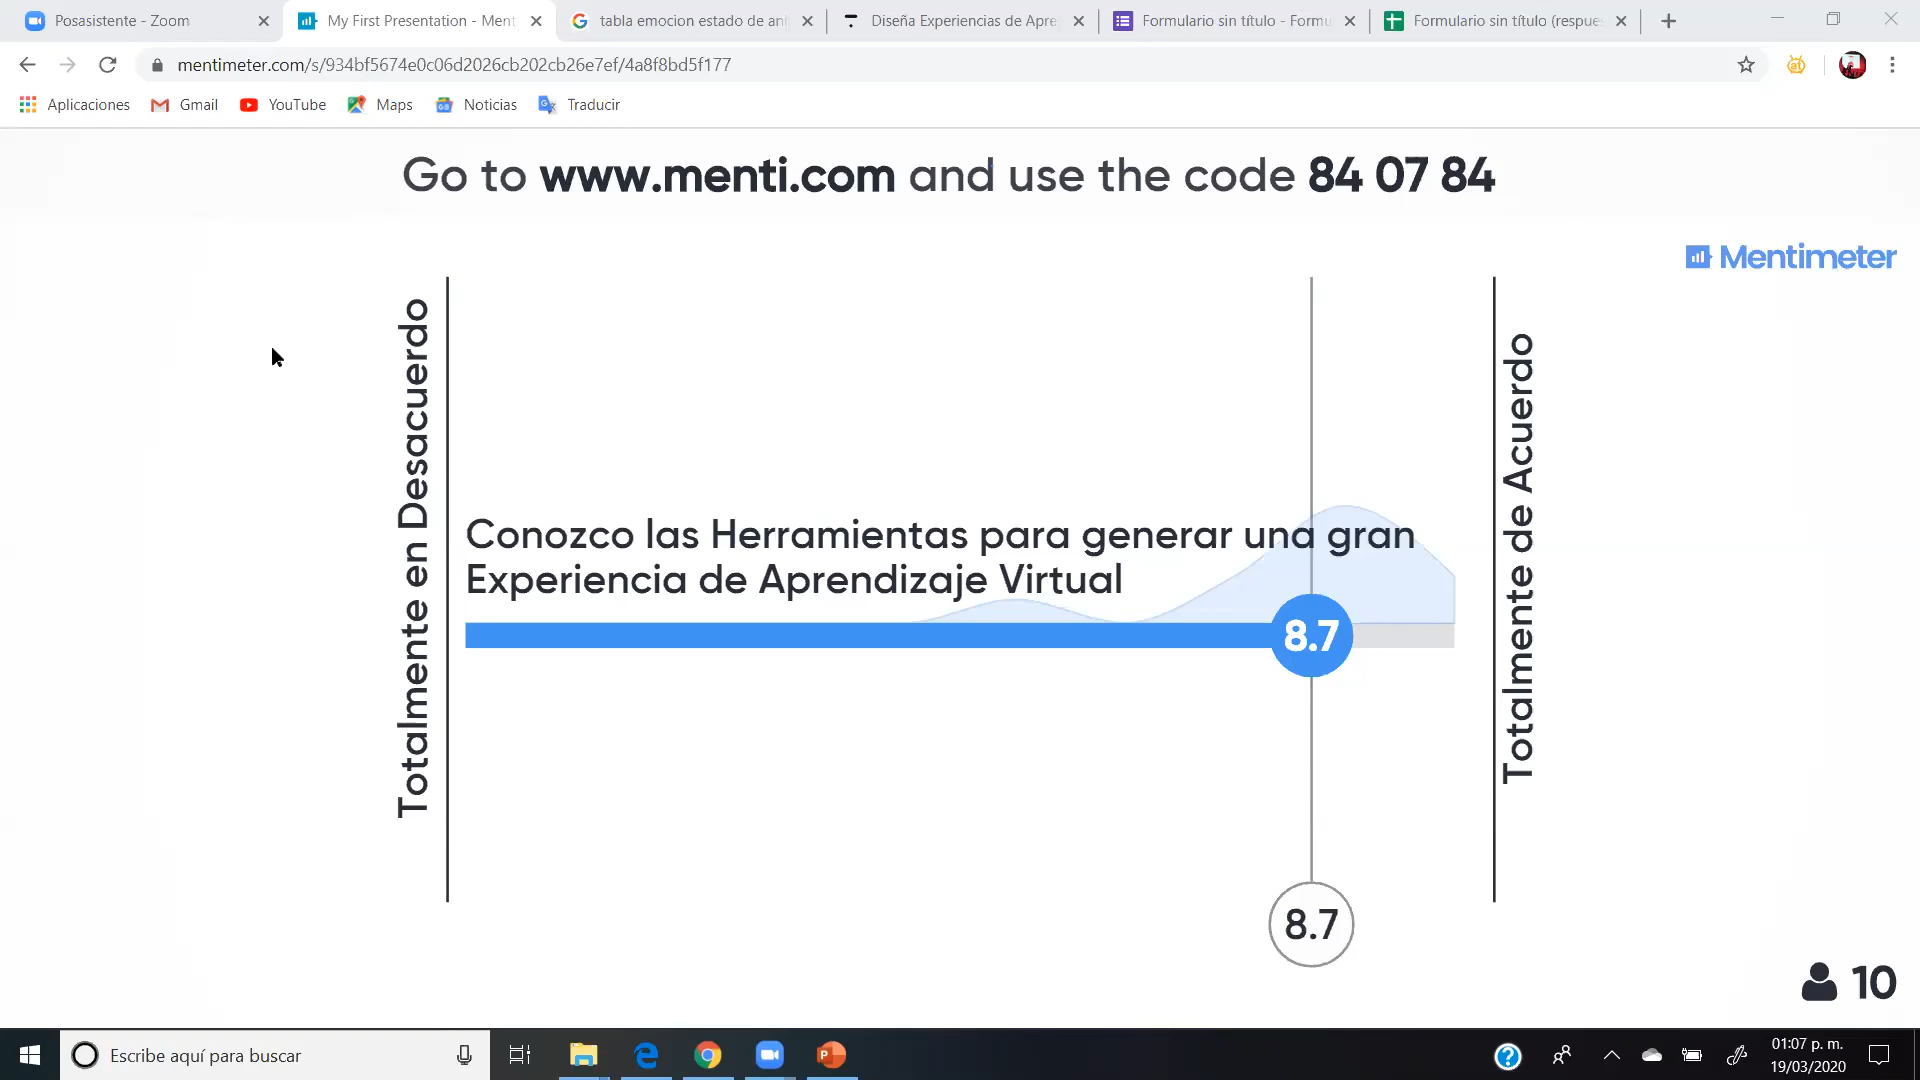 Posasistente - Zoom
My First Presentation - Ment
tabla emocion estado de ani
Diseña Experiencias de Apre
Formulario sin título - Formu
Formulario sin título (respues
mentimeter.com/s/934bf5674e0c06d2026cb202cb26e7ef/4a8f8bd5f177
Aplicaciones
Gmail
YouTube
Maps
Noticias
Traducir
Go to www.menti.com and use the code 84 07 84
Mentimeter
Totalmente en Desacuerdo
Conozco las Herramientas para generar una gran
Experiencia de Aprendizaje Virtual
8.7
Totalmente de Acuerdo
8.7
10
Escribe aquí para buscar
01:07 p. m.
19/03/2020